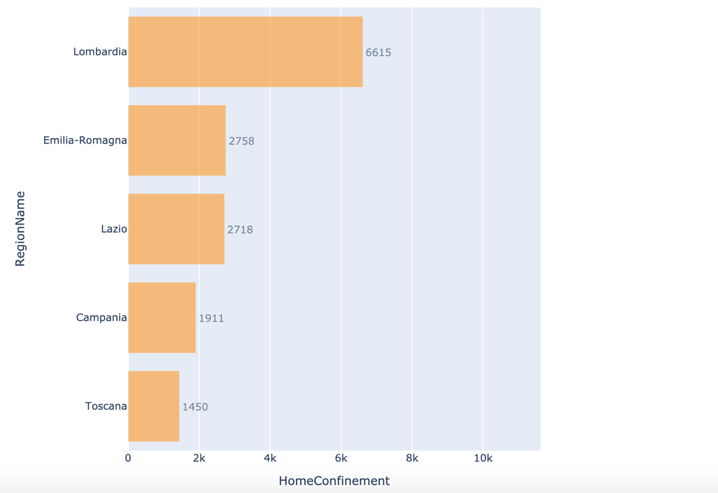 RegionName
Lombardia 6615
Emilia-Romagna 2758
Lazio 2718
Campania 1911
Toscana 1450
0 2k 4k 6k 8k 10k
HomeConfinement